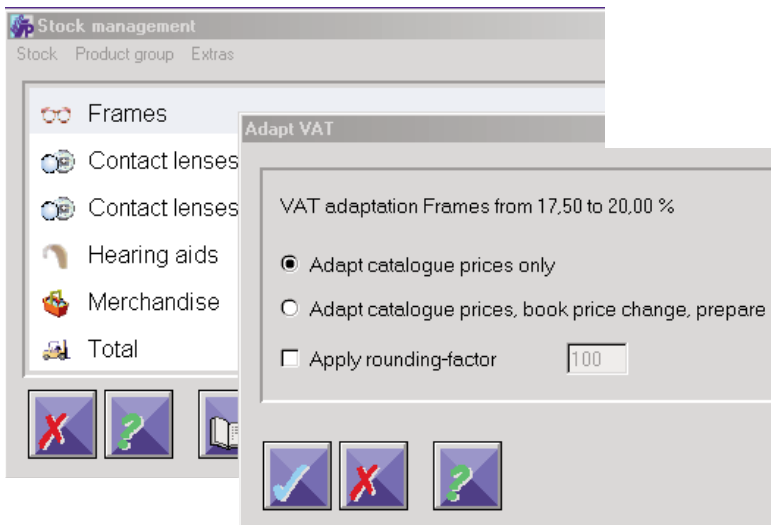 Stock management
Stock Product group Extras
Frames
Contact lenses
Contact lenses
Hearing aids
Merchandise
Total
Adapt VAT
VAT adaptation Frames from 17,50 to 20,00 %
Adapt catalogue prices only
Adapt catalogue prices, book price change, prepare
Apply rounding-factor 100